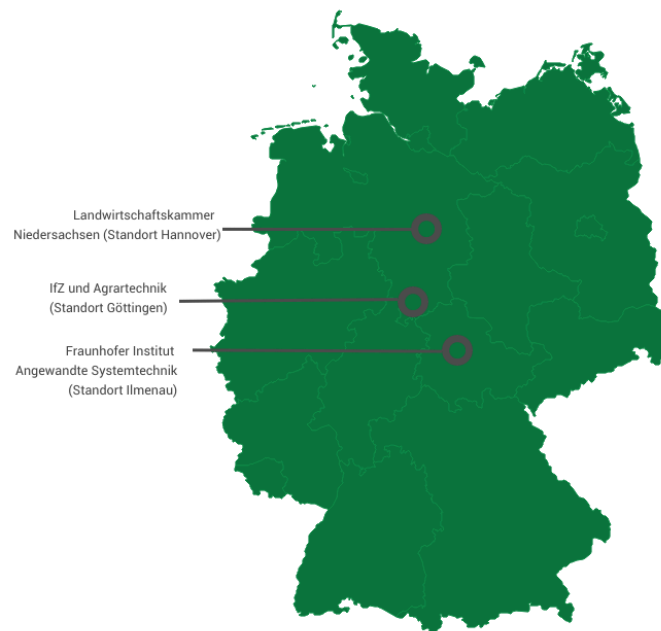 Landwirtschaftskammer
Niedersachsen (Standort Hannover)
IfZ und Agrartechnik
(Standort Göttingen)
Fraunhofer Institut
Angewandte Systemtechnik
(Standort Ilmenau)